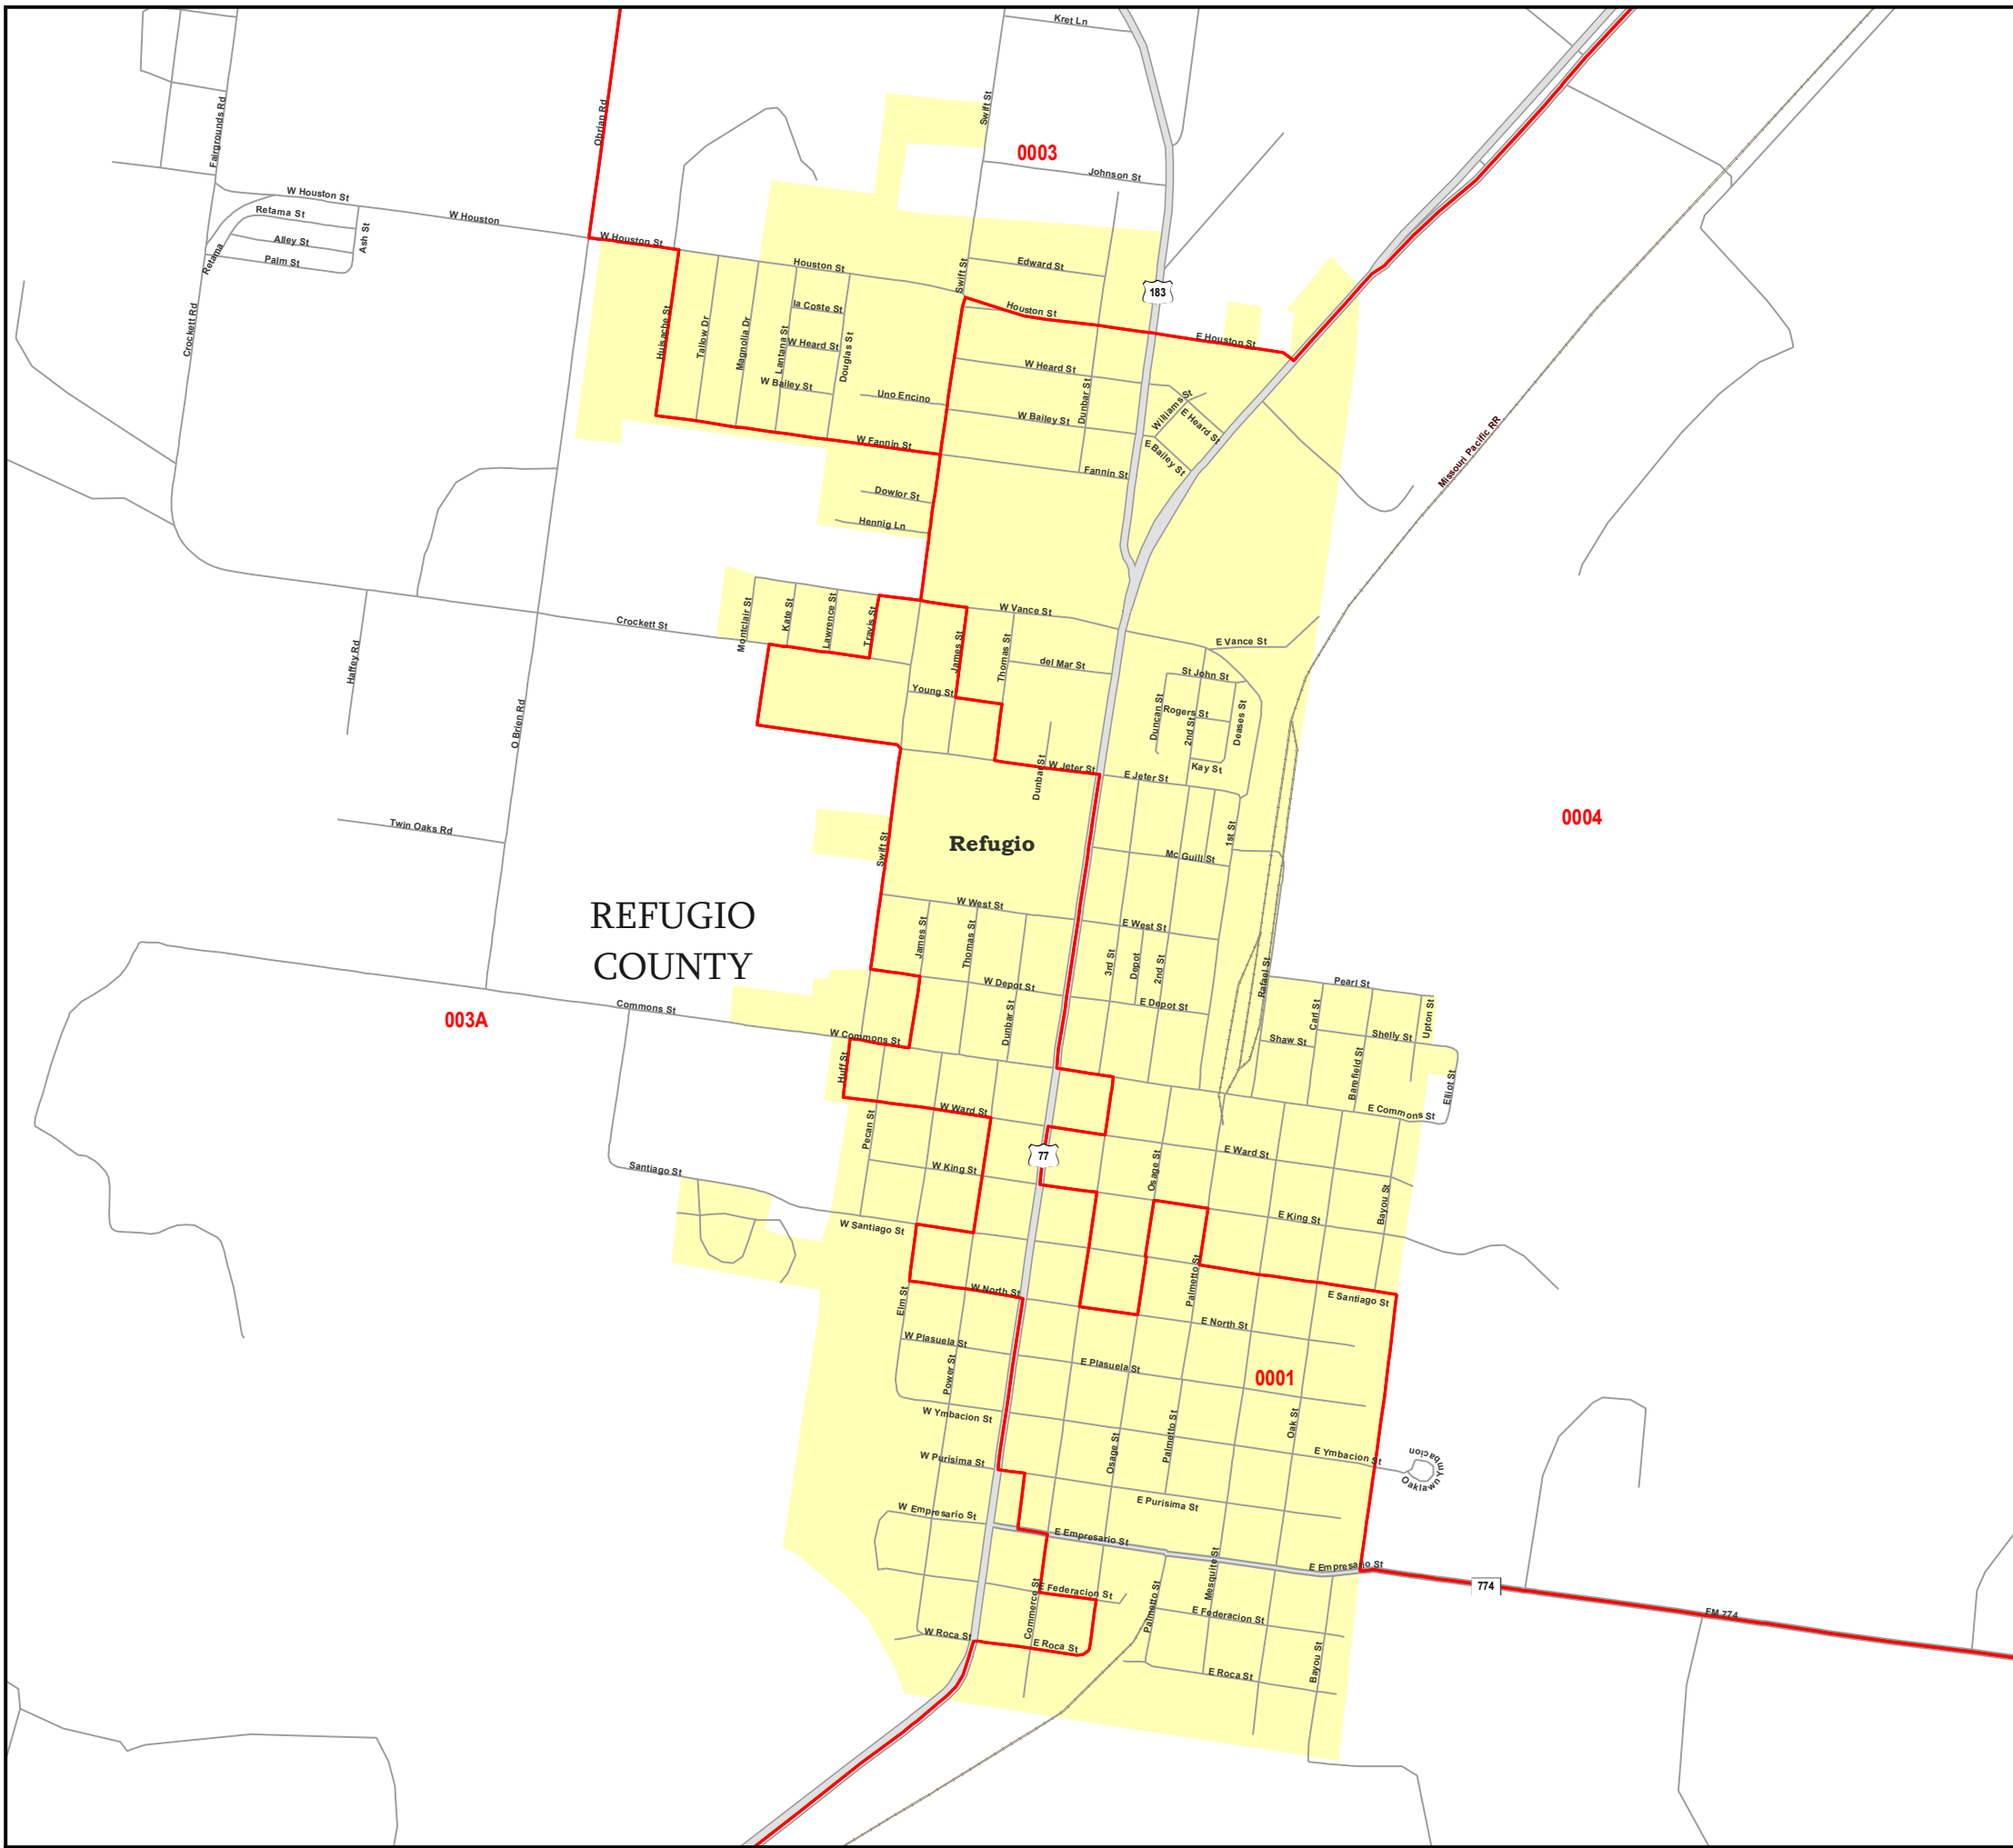 Kret Ln
Swift St
0003
Johnson St
Obrian Rd
Fairgrounds Rd
W Houston St
Retama St
Alley St
Palm St
Retama
Ash St
W Houston
W Houston St
Houston St
Swift St
Edward St
183
Houston St
E Houston St
Crockett Rd
Huisache St
Tallow Dr
Magnolia Dr
Lantana St
la Coste St
W Heard St
W Bailey St
Douglas St
Uno Encino
W Heard St
W Bailey St
Dunbar St
Williams St
E Heard St
E Bailey St
W Fannin St
Fannin St
Missouri Pacific RR
Dowlor St
Hennig Ln
Crockett St
Montclair St
Kate St
Lawrence St
Travis St
James St
Thomas St
W Vance St
E Vance St
del Mar St
Young St
St John St
Rogers St
Duncan St
2nd St
Deases St
Kay St
Haffey Rd
O Brien Rd
Dunbar St
W Jeter St
E Jeter St
Twin Oaks Rd
Swift St
Refugio
Mc Guill St
1st St
0004
REFUGIO
COUNTY
W West St
E West St
James St
Thomas St
3rd St
Depot
2nd St
W Depot St
E Depot St
Dunbar St
Rafael St
Pearl St
Carl St
Upton St
Shelly St
Shaw St
Barefield St
Elliot St
003A
Commons St
W Commons St
E Commons St
Huff St
W Ward St
Pecan St
77
E Ward St
Osage St
W King St
E King St
Bayou St
Santiago St
W Santiago St
E Santiago St
Palmetto St
Elm St
W North St
E North St
W Plasuela St
E Plasuela St
Power St
0001
W Ymbacion St
Osage St
Palmetto St
Oak St
E Ymbacion St
Oaklawn Ymbacion
W Purisima St
E Purisima St
W Empresario St
E Empresario St
E Empresario St
Mesquite St
774
FM 774
Commerce St
E Federacion St
Palmetto St
E Federacion St
W Roca St
E Roca St
E Roca St
Bayou St